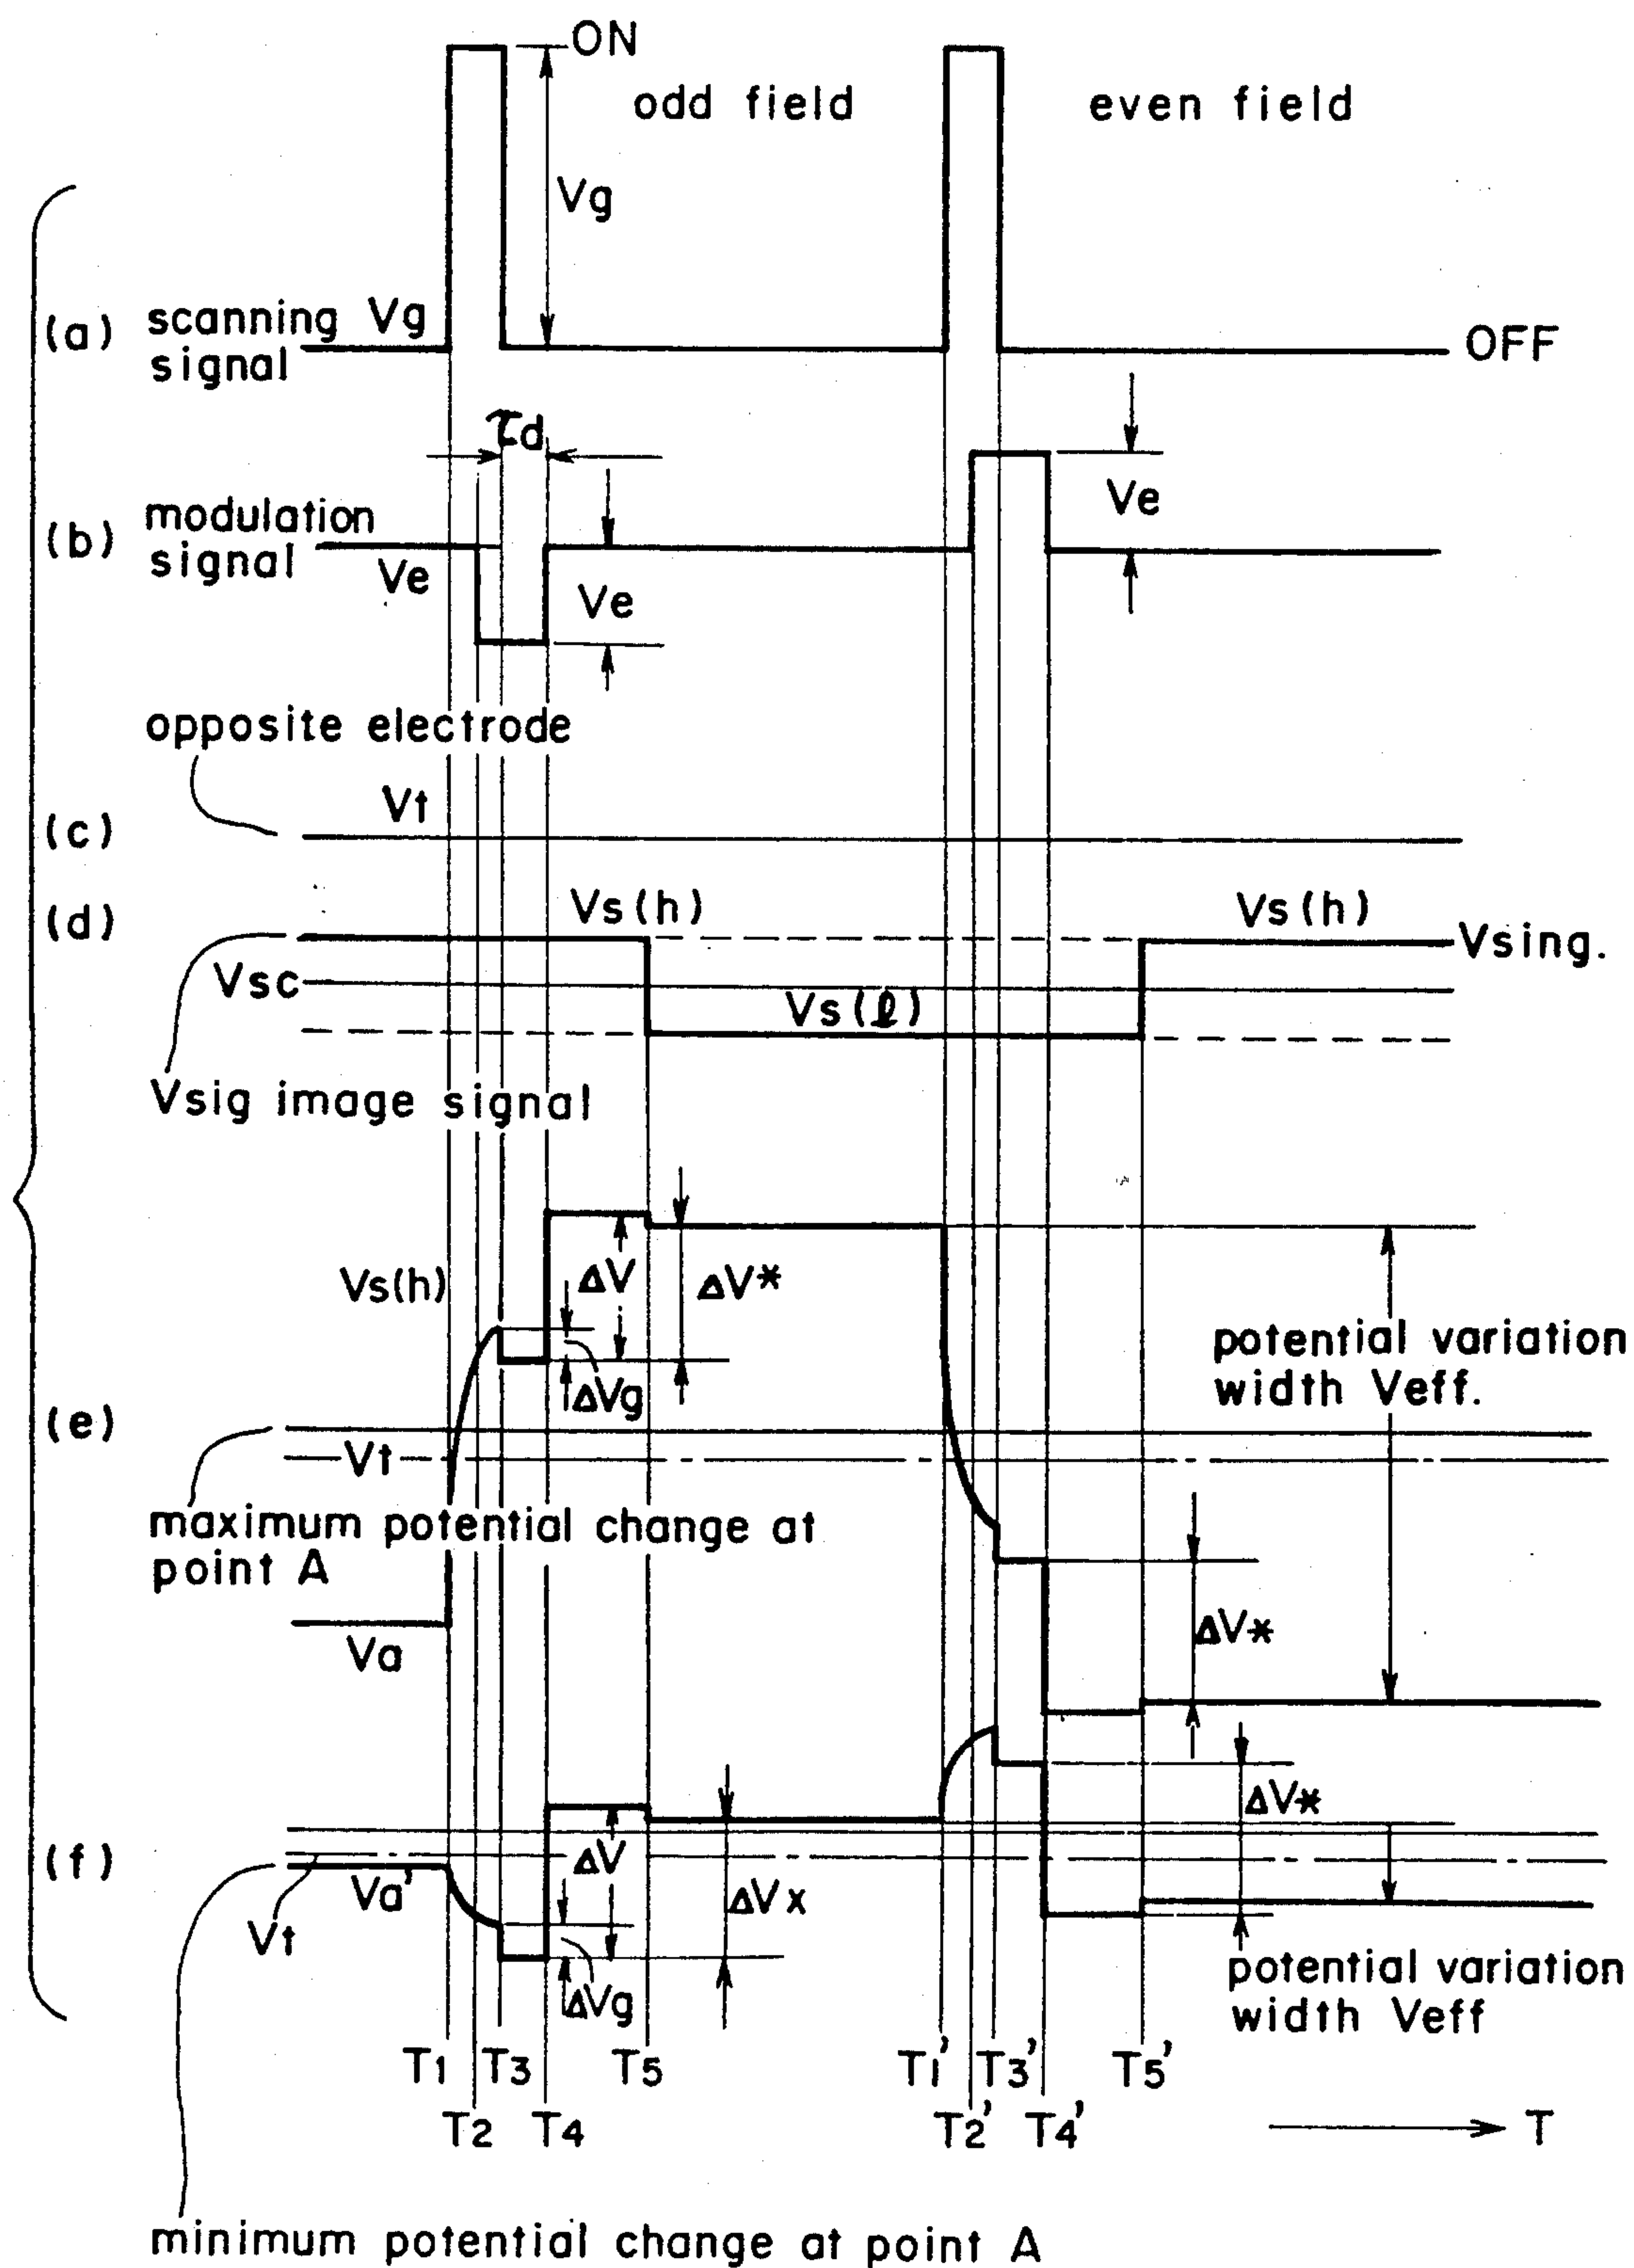 ON
odd field
even field
Vg
(a)
scanning Vg
signal
OFF
τd
Ve
(b)
modulation
signal
Ve
Ve
opposite electrode
Vt
(c)
(d)
Vs(h)
Vs(h)
Vsing.
Vsc
Vs(ℓ)
Vsig image signal
Vs(h)
ΔV
ΔV*
ΔVg
potential variation
width Veff.
(e)
Vt
maximum potential change at
point A
Va
ΔV*
ΔV*
(f)
Va'
ΔV
ΔVx
Vt
ΔVg
potential variation
width Veff
T1 T3 T5 T1' T3' T5'
T2 T4 T2' T4' T
minimum potential change at point A